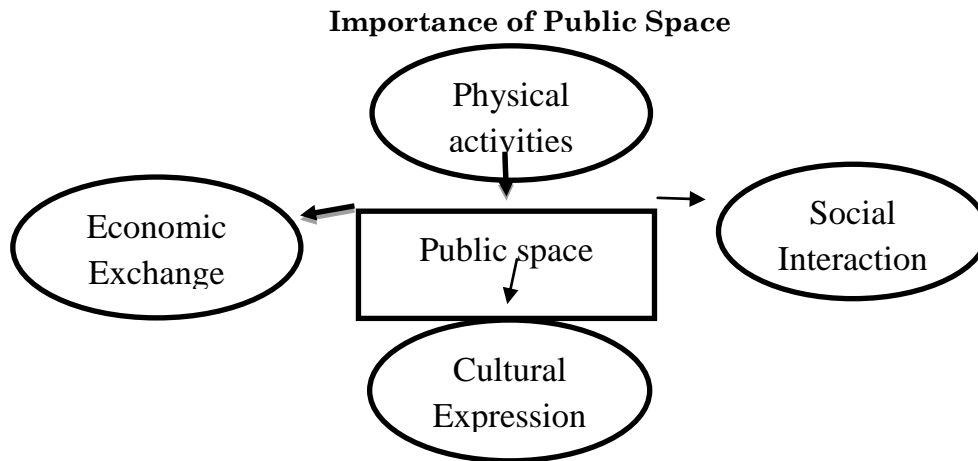 Importance of Public Space
Physical
activities
Economic
Exchange
Public space
Social
Interaction
Cultural
Expression